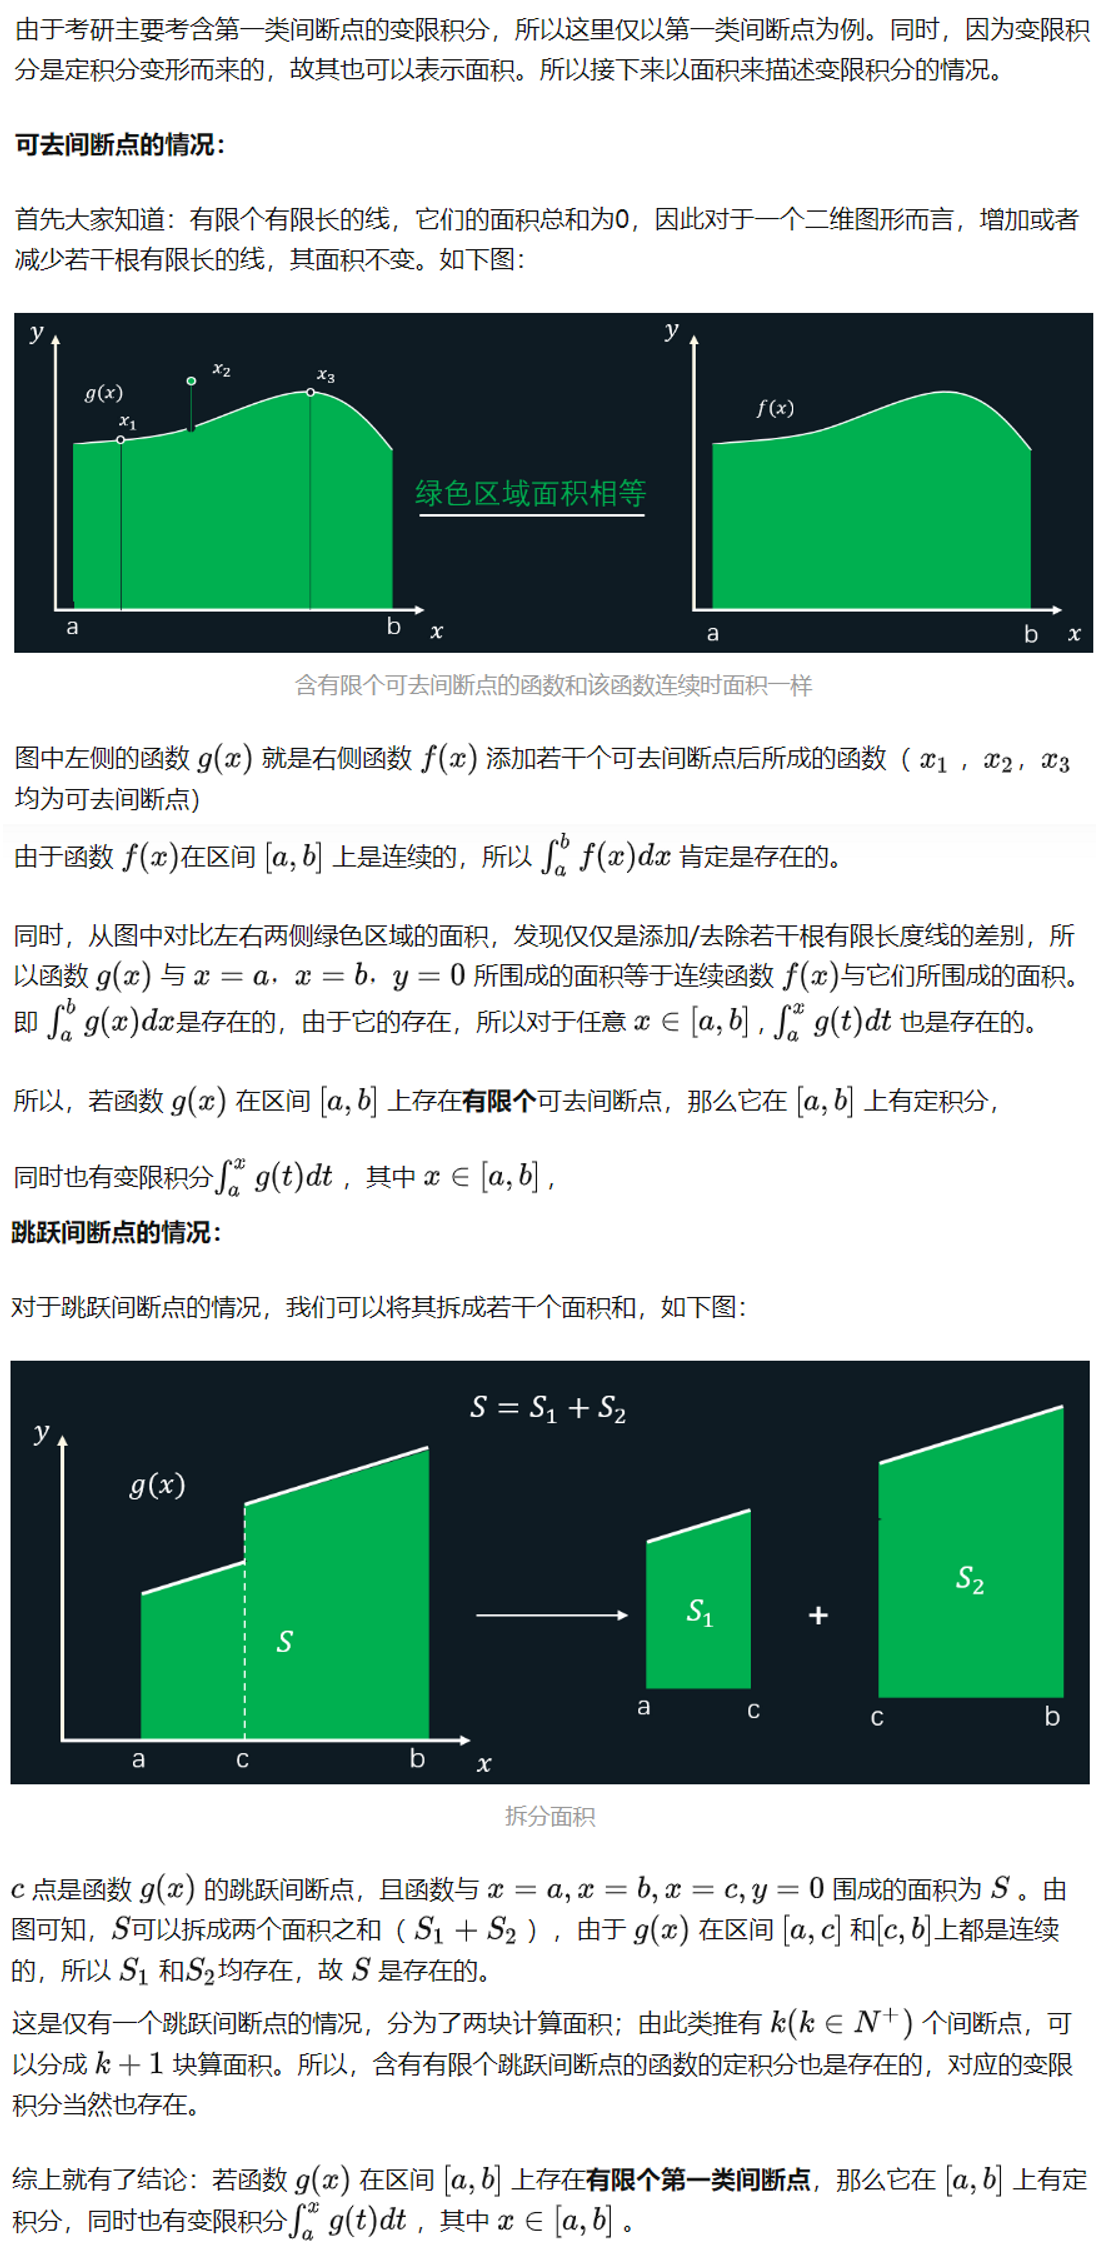 由于考研主要考含第一类间断点的变限积分，所以这里仅以第一类间断点为例。同时，因为变限积
分是定积分变形而来的，故其也可以表示面积。所以接下来以面积来描述变限积分的情况。
可去间断点的情况：
首先大家知道：有限个有限长的线，它们的面积总和为0，因此对于一个二维图形而言，增加或者
减少若干根有限长的线，其面积不变。如下图：
y
g(x)
x₁
x₂
x₃
a
b
x
绿色区域面积相等
y
f(x)
a
b
x
含有限个可去间断点的函数和该函数连续时面积一样
图中左侧的函数 g(x) 就是右侧函数 f(x) 添加若干个可去间断点后所成的函数（ x₁ ，x₂，x₃
均为可去间断点）
由于函数 f(x)在区间 [a,b] 上是连续的，所以 ∫ₐᵇ f(x)dx 肯定是存在的。
同时，从图中对比左右两侧绿色区域的面积，发现仅仅是添加/去除若干根有限长度线的差别，所
以函数 g(x) 与 x = a，x = b，y = 0 所围成的面积等于连续函数 f(x)与它们所围成的面积。
即 ∫ₐᵇ g(x)dx是存在的，由于它的存在，所以对于任意 x ∈ [a,b] , ∫ₐˣ g(t)dt 也是存在的。
所以，若函数 g(x) 在区间 [a,b] 上存在有限个可去间断点，那么它在 [a,b] 上有定积分，
同时也有变限积分∫ₐˣ g(t)dt ，其中 x ∈ [a,b] ，
跳跃间断点的情况：
对于跳跃间断点的情况，我们可以将其拆成若干个面积和，如下图：
S = S₁ + S₂
y
g(x)
S
a
c
b
x
S₁
a
c
+
S₂
c
b
拆分面积
c 点是函数 g(x) 的跳跃间断点，且函数与 x = a, x = b, x = c, y = 0 围成的面积为 S 。由
图可知，S可以拆成两个面积之和（ S₁ + S₂ ），由于 g(x) 在区间 [a,c] 和[c,b]上都是连续
的，所以 S₁ 和S₂均存在，故 S 是存在的。
这是仅有一个跳跃间断点的情况，分为了两块计算面积；由此类推有 k(k ∈ N⁺) 个间断点，可
以分成 k + 1 块算面积。所以，含有有限个跳跃间断点的函数的定积分也是存在的，对应的变限
积分当然也存在。
综上就有了结论：若函数 g(x) 在区间 [a,b] 上存在有限个第一类间断点，那么它在 [a,b] 上有定
积分，同时也有变限积分∫ₐˣ g(t)dt ，其中 x ∈ [a,b] 。